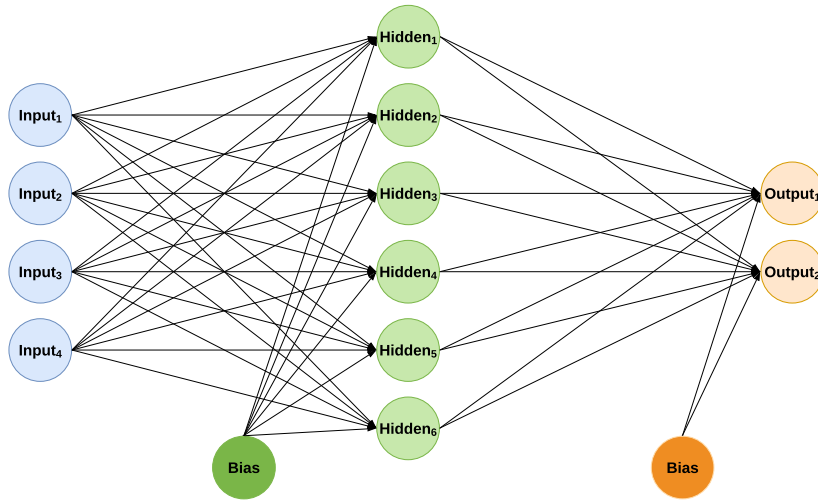 Hidden₁
Input₁
Hidden₂
Input₂
Hidden₃
Output₁
Input₃
Hidden₄
Output₂
Input₄
Hidden₅
Hidden₆
Bias
Bias